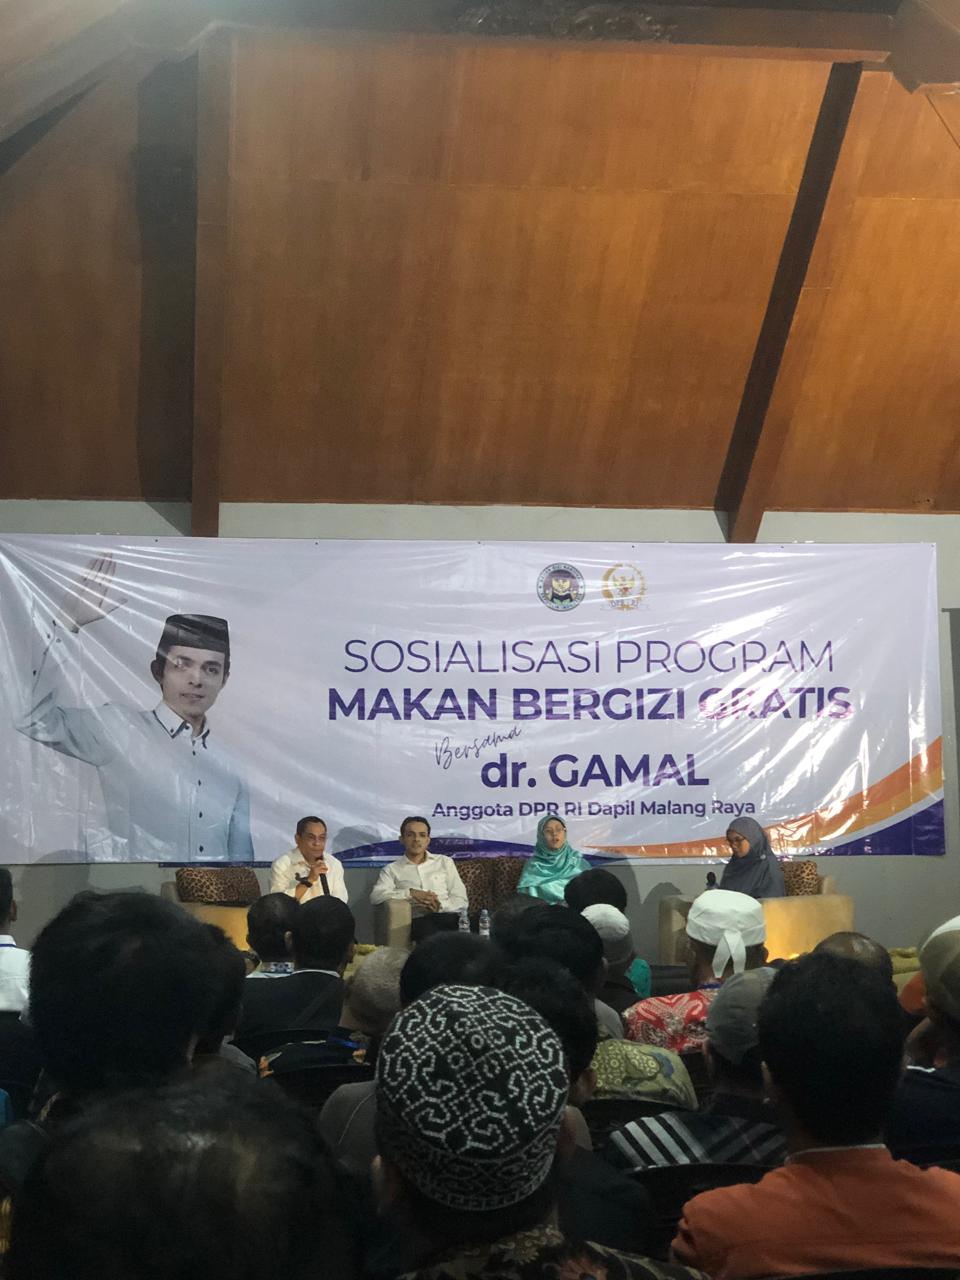 SOSIALISASI PROGRAM
MAKAN BERGIZI GRATIS
Bersama
dr. GAMAL
Anggota DPR RI Dapil Malang Raya